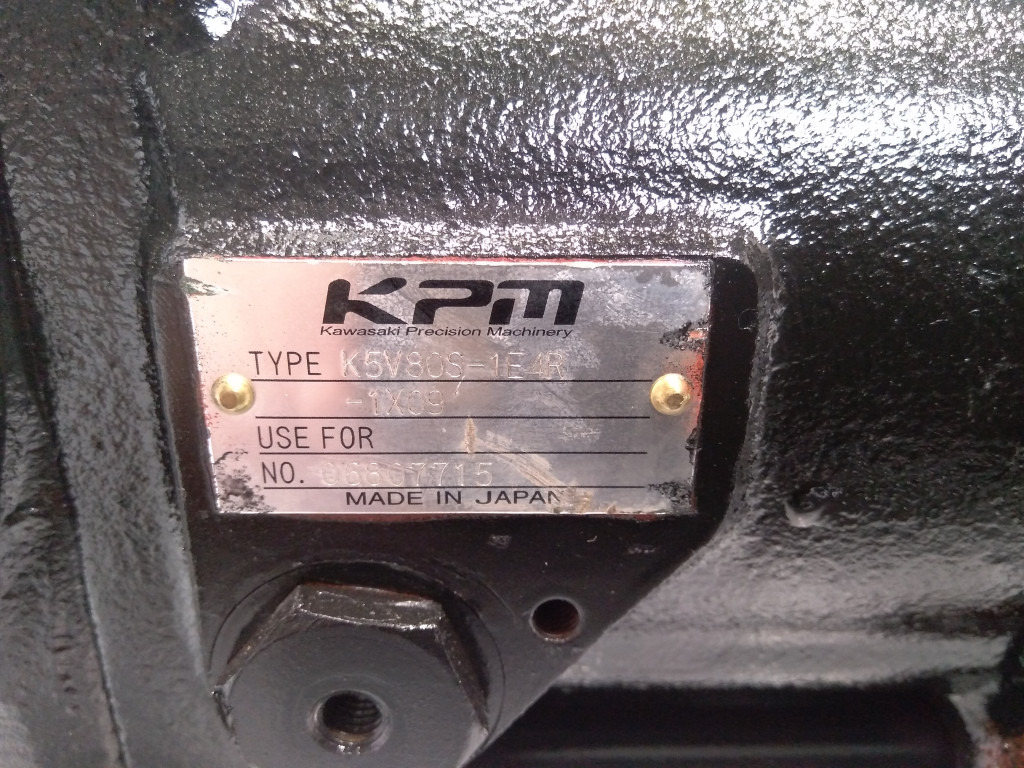 KPM
Kawasaki Precision Machinery
TYPE K5V80S-1E4R
-1X09
USE FOR
NO.
MADE IN JAPAN